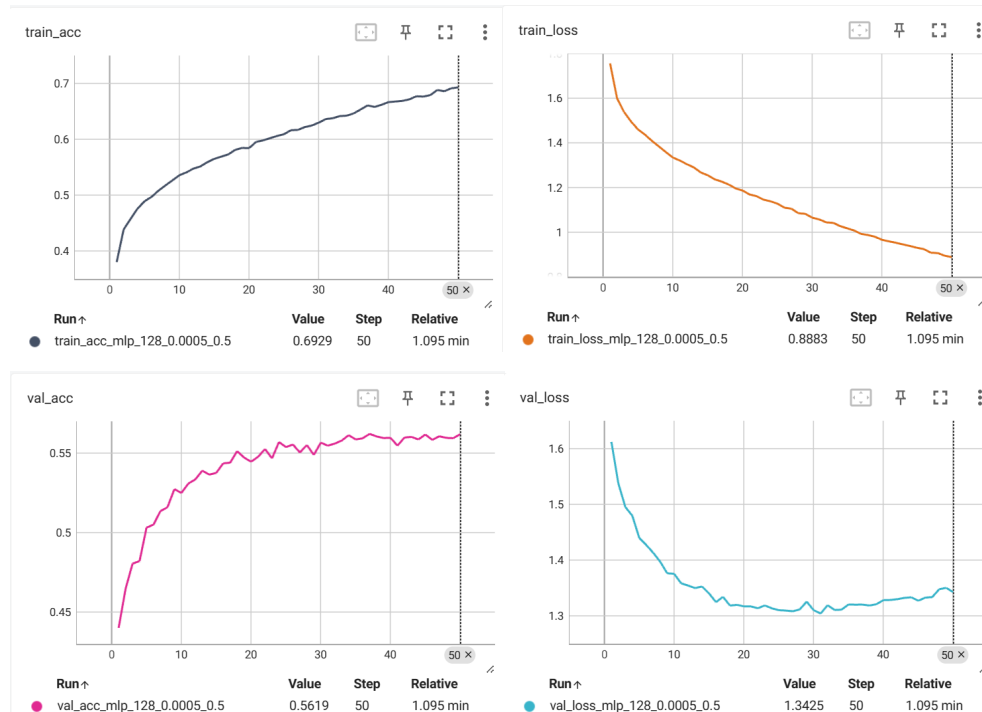 train_acc
0.7
0.6
0.5
0.4
0 10 20 30 40 50 ×
Run↑ Value Step Relative
train_acc_mlp_128_0.0005_0.5 0.6929 50 1.095 min
train_loss
1.6
1.4
1.2
1
0 10 20 30 40 50 ×
Run↑ Value Step Relative
train_loss_mlp_128_0.0005_0.5 0.8883 50 1.095 min
val_acc
0.55
0.5
0.45
0 10 20 30 40 50 ×
Run↑ Value Step Relative
val_acc_mlp_128_0.0005_0.5 0.5619 50 1.095 min
val_loss
1.6
1.5
1.4
1.3
0 10 20 30 40 50 ×
Run↑ Value Step Relative
val_loss_mlp_128_0.0005_0.5 1.3425 50 1.095 min